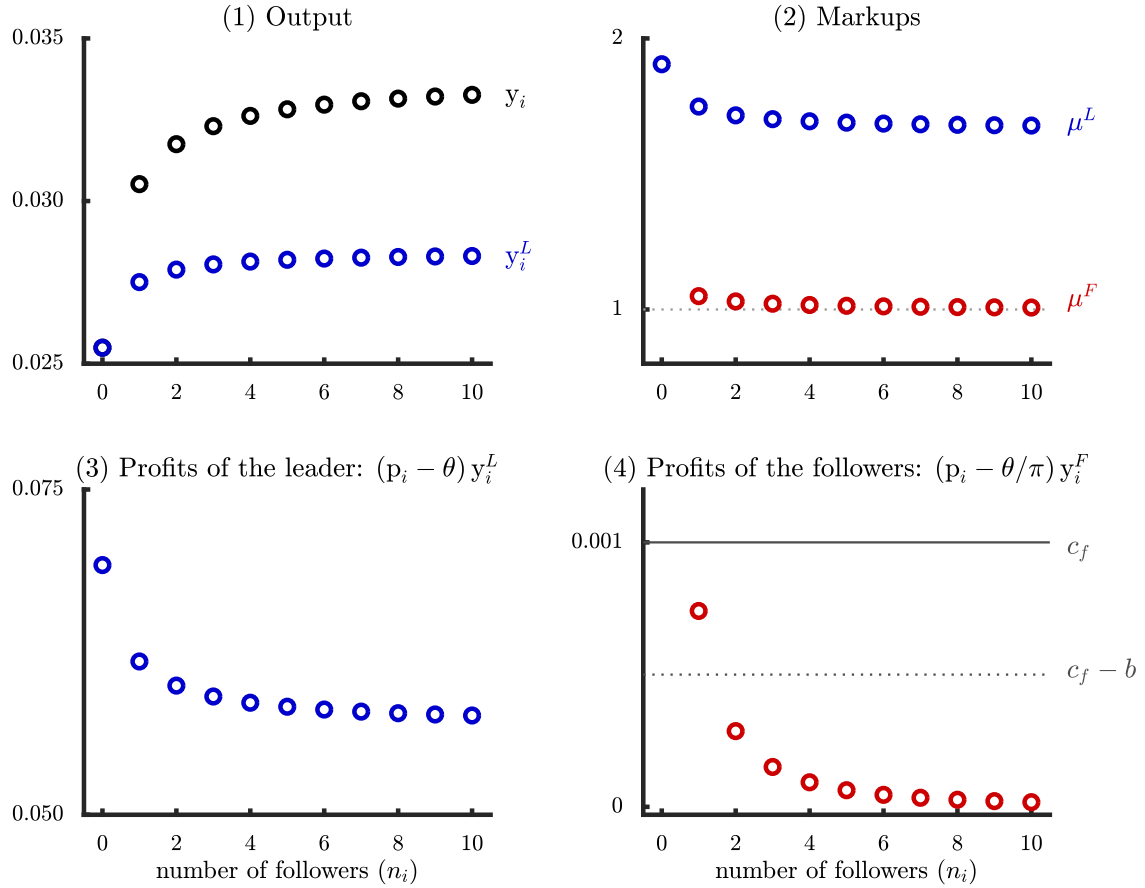 (1) Output
0.035
0.030
0.025
y_i
y_i^L
0 2 4 6 8 10
(2) Markups
2
1
μ^L
μ^F
0 2 4 6 8 10
(3) Profits of the leader: (p_i − θ) y_i^L
0.075
0.050
0 2 4 6 8 10
number of followers (n_i)
(4) Profits of the followers: (p_i − θ/π) y_i^F
0.001
0
c_f
c_f − b
0 2 4 6 8 10
number of followers (n_i)